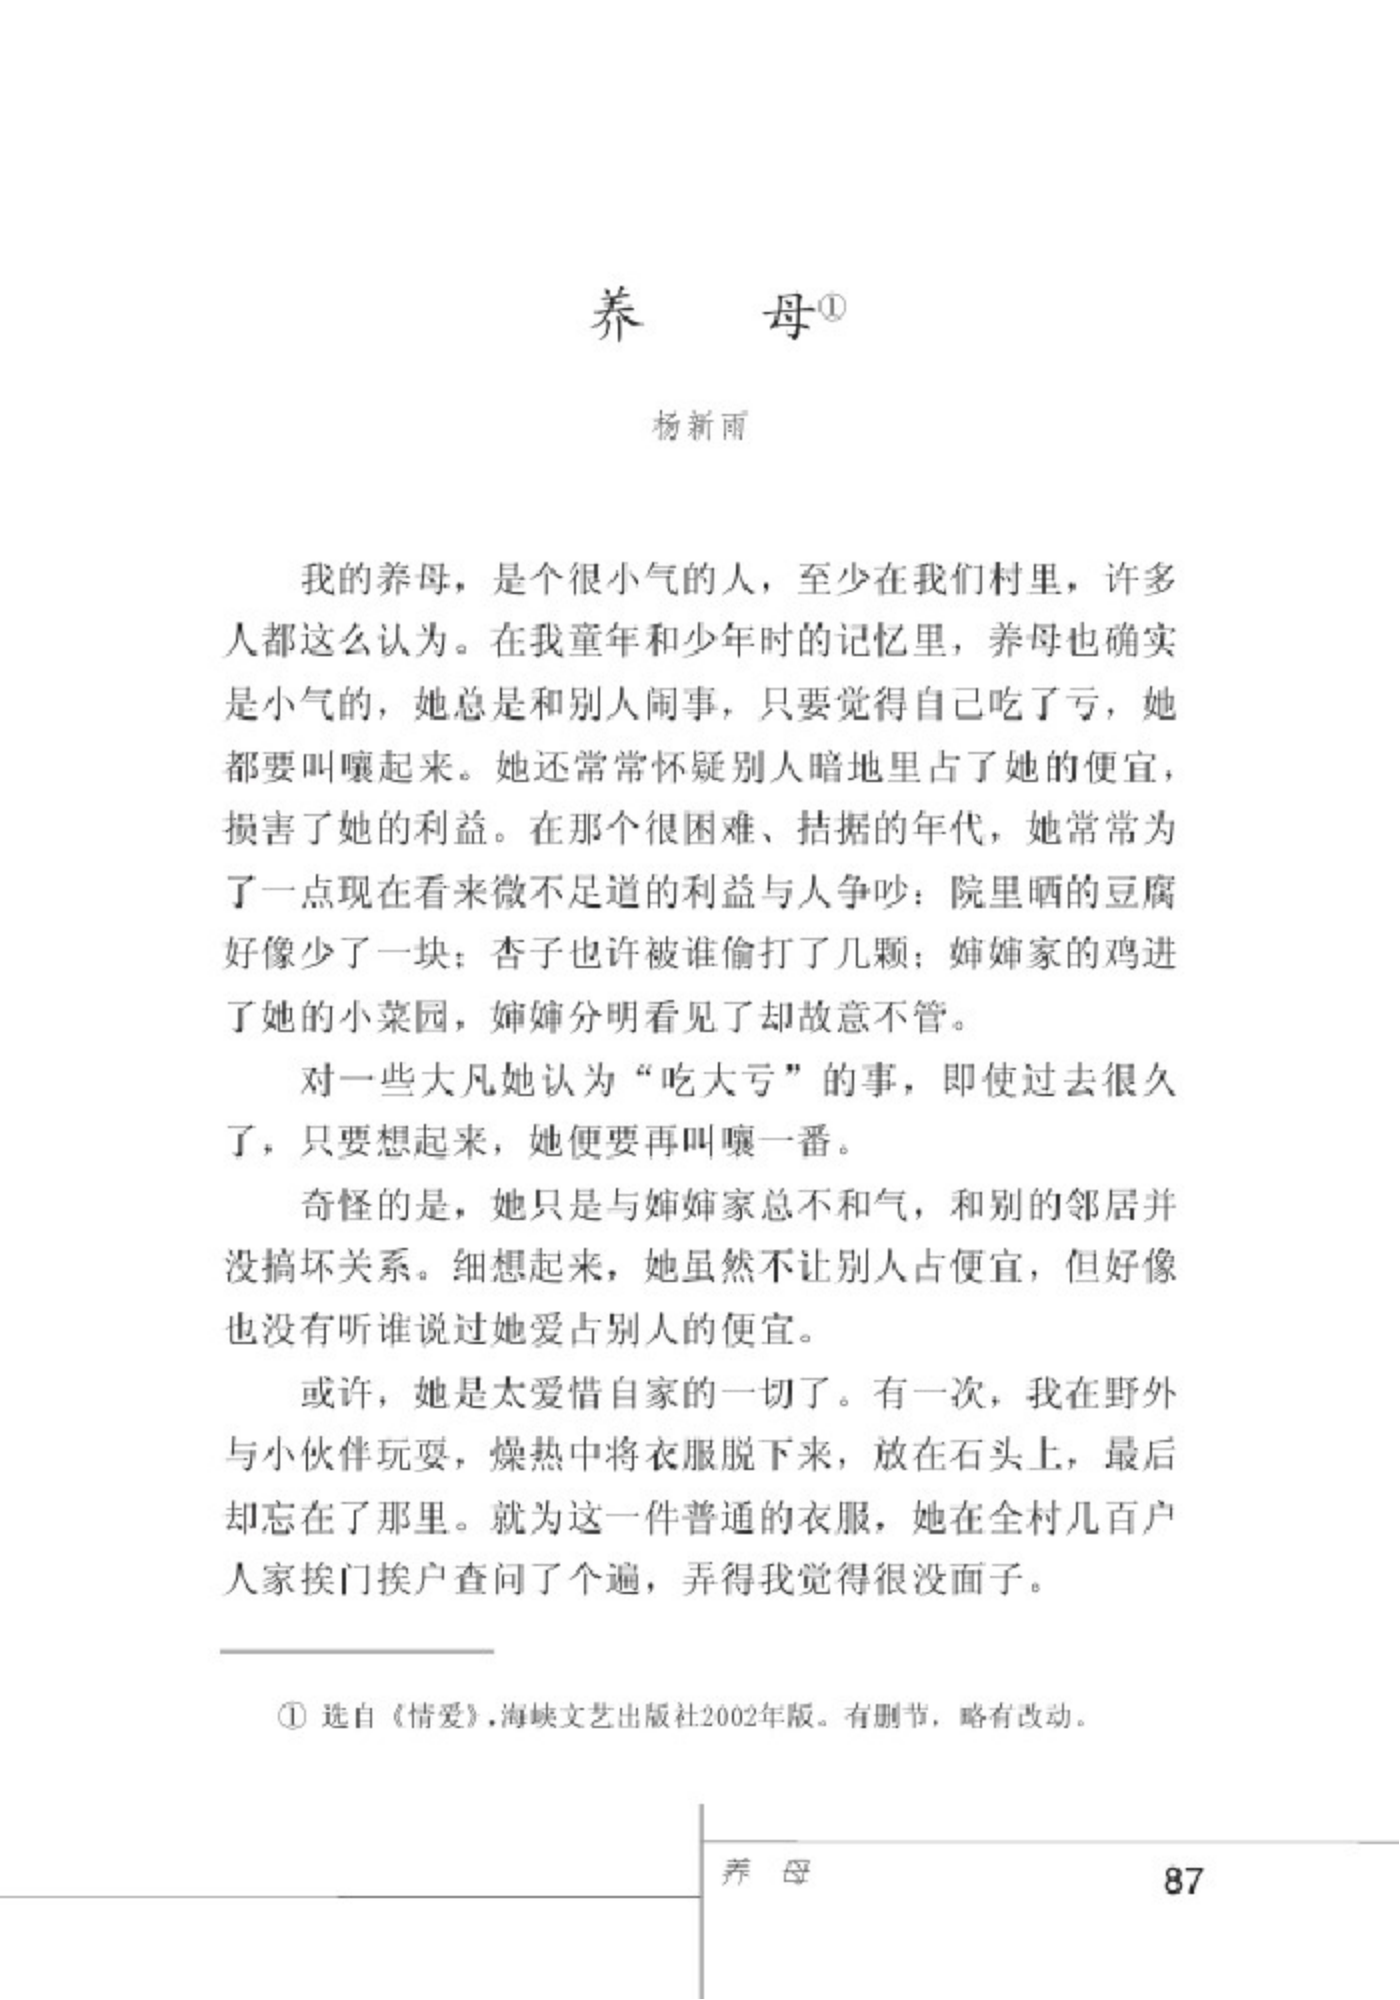 养　　母①
杨新雨
我的养母，是个很小气的人，至少在我们村里，许多
人都这么认为。在我童年和少年时的记忆里，养母也确实
是小气的，她总是和别人闹事，只要觉得自己吃了亏，她
都要叫嚷起来。她还常常怀疑别人暗地里占了她的便宜，
损害了她的利益。在那个很困难、拮据的年代，她常常为
了一点现在看来微不足道的利益与人争吵：院里晒的豆腐
好像少了一块；杏子也许被谁偷打了几颗；婶婶家的鸡进
了她的小菜园，婶婶分明看见了却故意不管。
对一些大凡她认为“吃大亏”的事，即使过去很久
了，只要想起来，她便要再叫嚷一番。
奇怪的是，她只是与婶婶家总不和气，和别的邻居并
没搞坏关系。细想起来，她虽然不让别人占便宜，但好像
也没有听谁说过她爱占别人的便宜。
或许，她是太爱惜自家的一切了。有一次，我在野外
与小伙伴玩耍，燥热中将衣服脱下来，放在石头上，最后
却忘在了那里。就为这一件普通的衣服，她在全村几百户
人家挨门挨户查问了个遍，弄得我觉得很没面子。
① 选自《情爱》，海峡文艺出版社2002年版。有删节，略有改动。
养　母
87